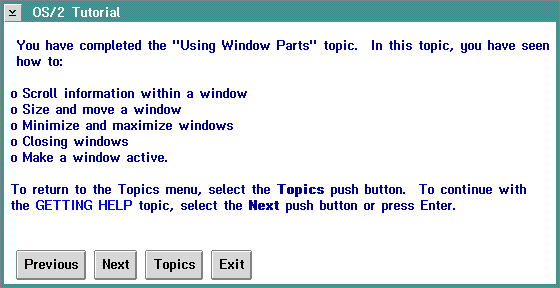 OS/2 Tutorial
You have completed the "Using Window Parts" topic. In this topic, you have seen
how to:
o Scroll information within a window
o Size and move a window
o Minimize and maximize windows
o Closing windows
o Make a window active.
To return to the Topics menu, select the Topics push button. To continue with
the GETTING HELP topic, select the Next push button or press Enter.
Previous Next Topics Exit